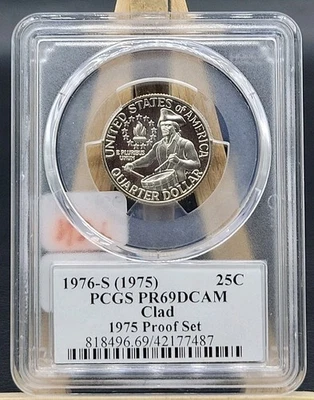 UNITED STATES OF AMERICA
E PLURIBUS
UNUM
QUARTER DOLLAR
1976-S (1975) 25C
PCGS PR69DCAM
Clad
1975 Proof Set
818496.69/42177487